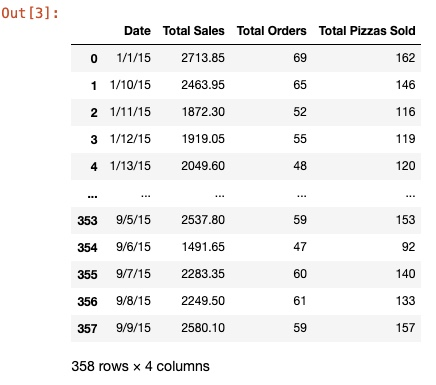 Out[3]:
Date Total Sales Total Orders Total Pizzas Sold
0 1/1/15 2713.85 69 162
1 1/10/15 2463.95 65 146
2 1/11/15 1872.30 52 116
3 1/12/15 1919.05 55 119
4 1/13/15 2049.60 48 120
... ... ... ... ...
353 9/5/15 2537.80 59 153
354 9/6/15 1491.65 47 92
355 9/7/15 2283.35 60 140
356 9/8/15 2249.50 61 133
357 9/9/15 2580.10 59 157
358 rows × 4 columns